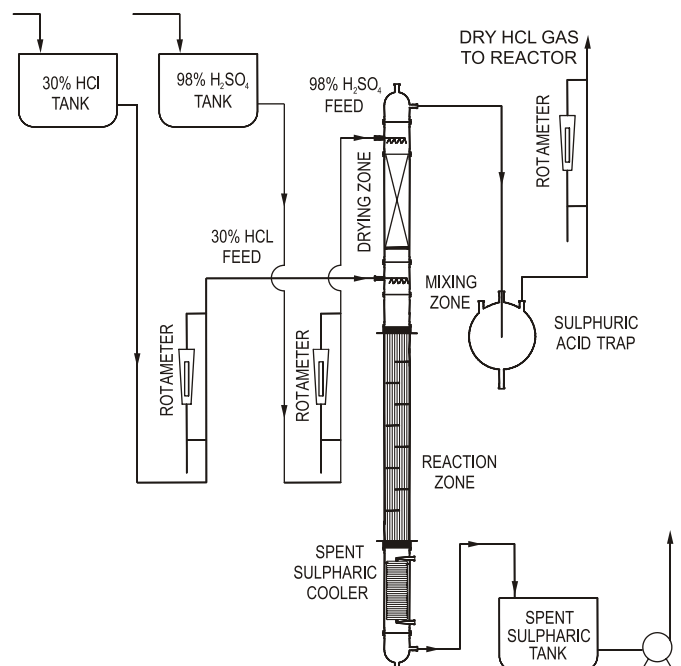 30% HCl
TANK
98% H₂SO₄
TANK
98% H₂SO₄
FEED
DRY HCL GAS
TO REACTOR
ROTAMETER
DRYING ZONE
30% HCL
FEED
MIXING
ZONE
SULPHURIC
ACID TRAP
ROTAMETER
ROTAMETER
REACTION
ZONE
SPENT
SULPHARIC
COOLER
SPENT
SULPHARIC
TANK